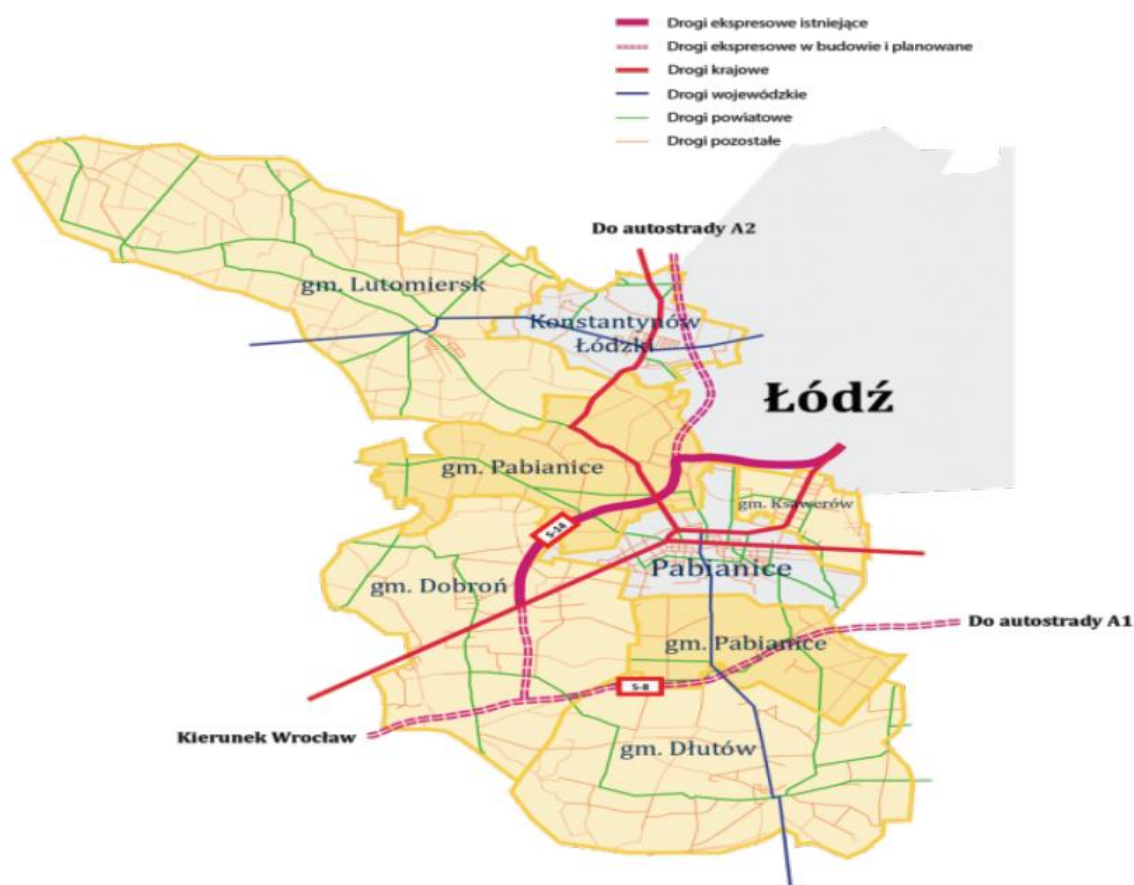 Drogi ekspresowe istniejące
Drogi ekspresowe w budowie i planowane
Drogi krajowe
Drogi wojewódzkie
Drogi powiatowe
Drogi pozostałe
Do autostrady A2
gm. Lutomiersk
Konstantynów
Łódzki
Łódź
gm. Pabianice
gm. Ksawerów
S-14
Pabianice
gm. Dobroń
Do autostrady A1
gm. Pabianice
S-8
Kierunek Wrocław
gm. Dłutów